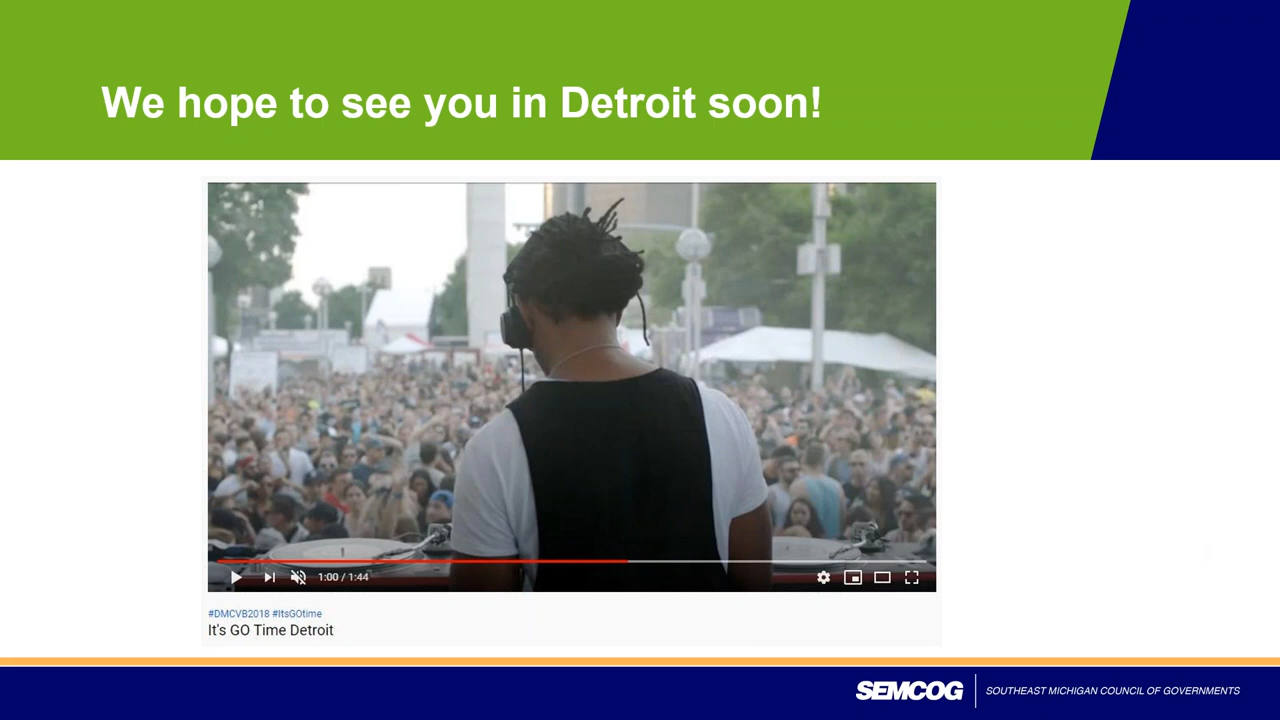 We hope to see you in Detroit soon!
1:00 / 1:44
#DMCVB2018 #ItsGOtime
It's GO Time Detroit
SEMCOG SOUTHEAST MICHIGAN COUNCIL OF GOVERNMENTS